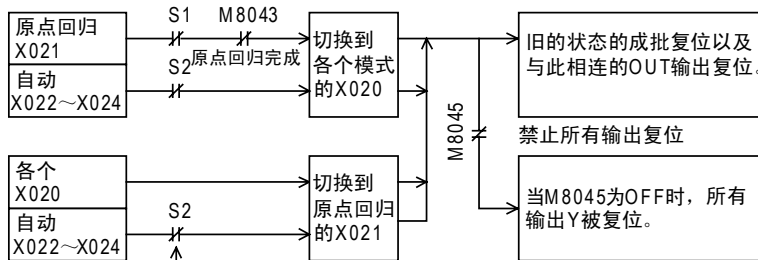 原点回归
X021
S1
M8043
原点回归完成
自动
X022～X024
S2
切换到
各个模式
的X020
旧的状态的成批复位以及
与此相连的OUT输出复位。
M8045
禁止所有输出复位
各个
X020
自动
X022～X024
S2
切换到
原点回归
的X021
当M8045为OFF时，所有
输出Y被复位。